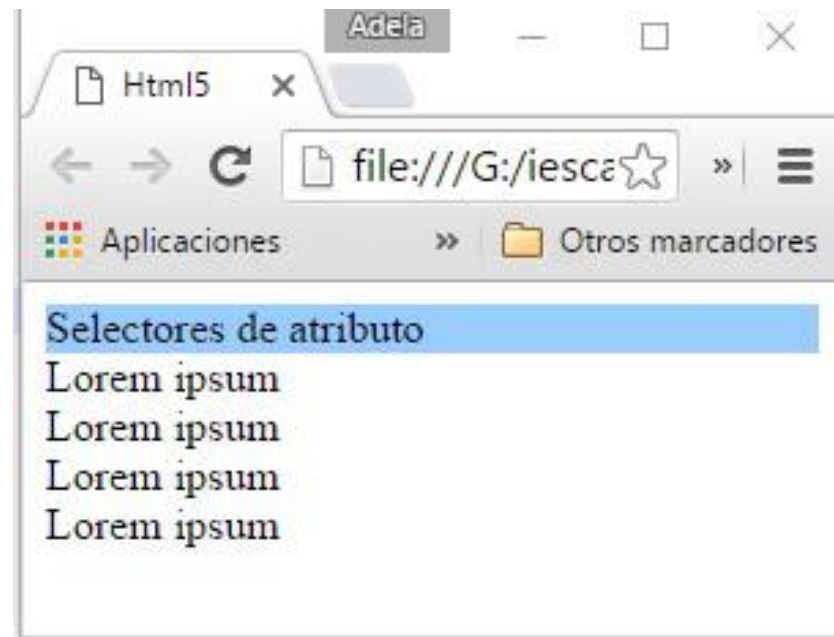 Adela
Html5
file:///G:/iesca
Aplicaciones
Otros marcadores
Selectores de atributo
Lorem ipsum
Lorem ipsum
Lorem ipsum
Lorem ipsum